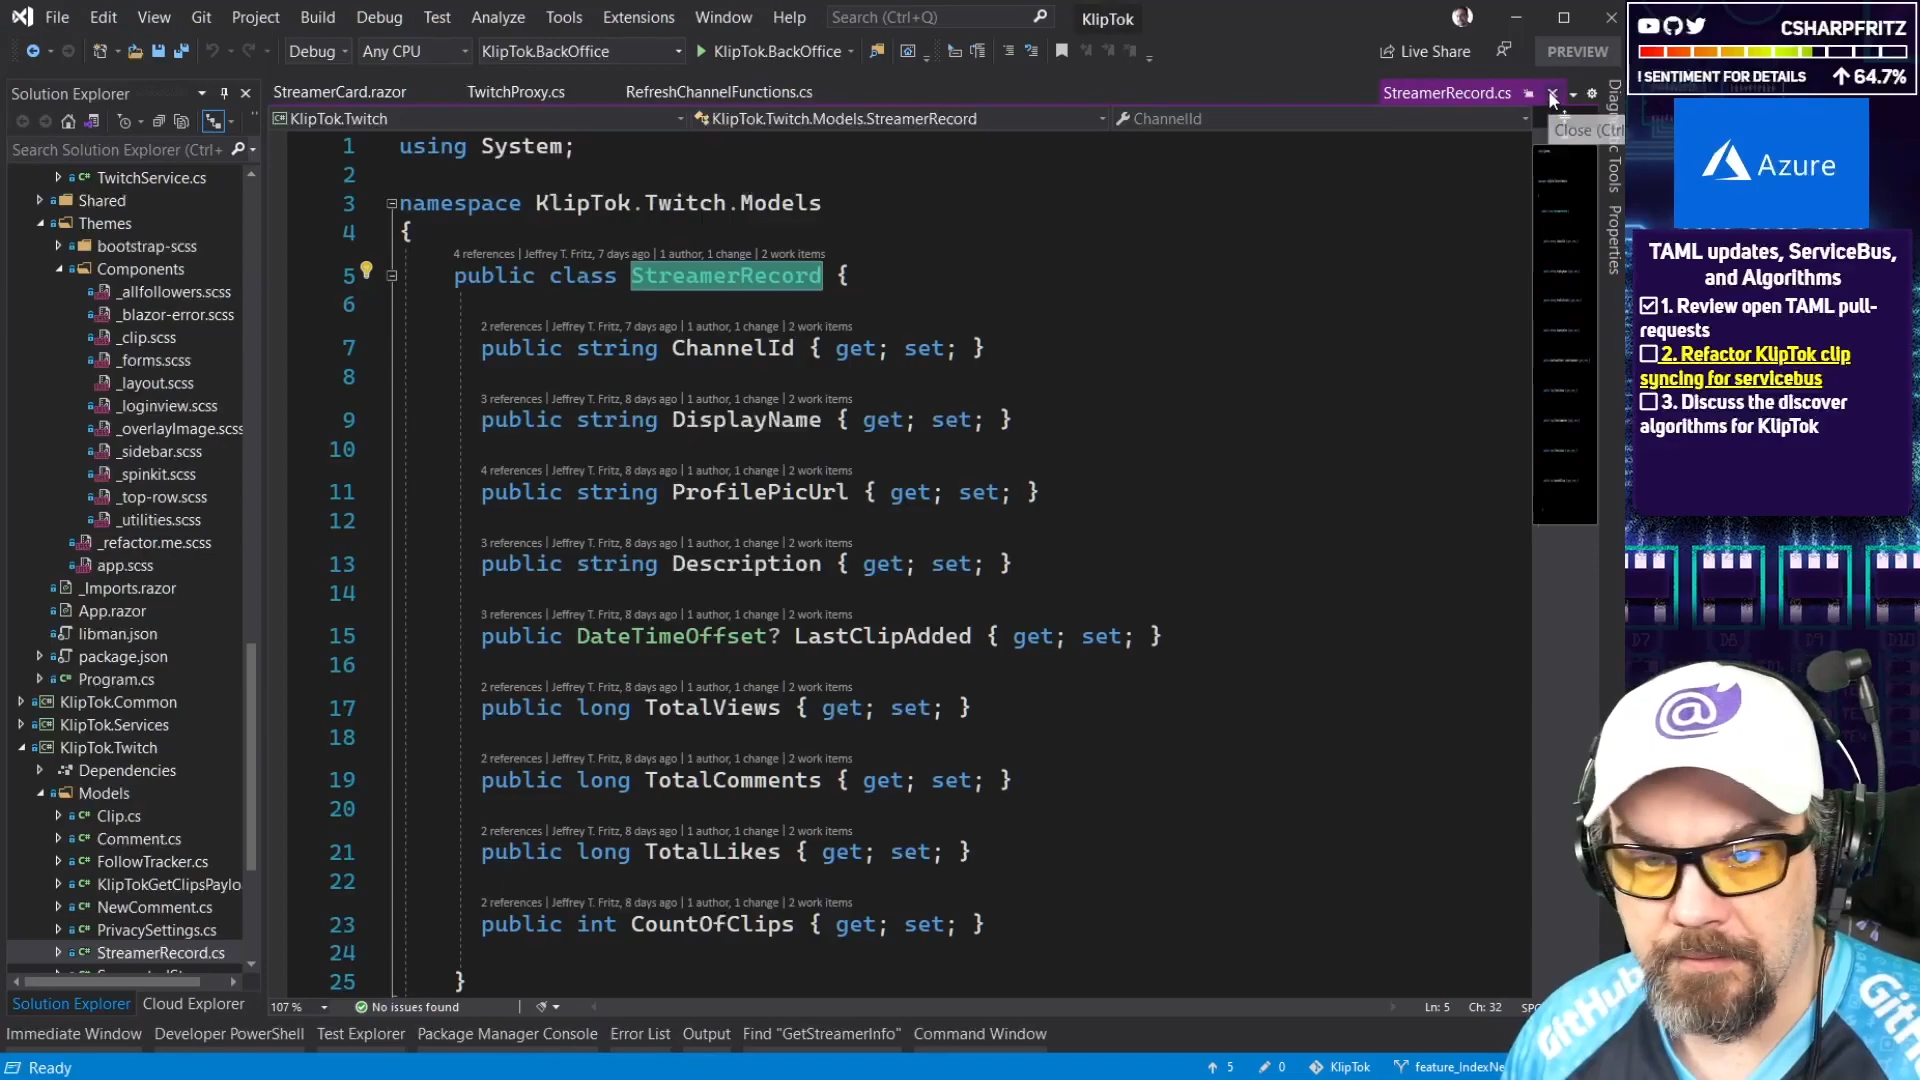 File Edit View Git Project Build Debug Test Analyze Tools Extensions Window Help Search (Ctrl+Q) KlipTok
Debug Any CPU KlipTok.BackOffice KlipTok.BackOffice Live Share PREVIEW
Solution Explorer
StreamerCard.razor TwitchProxy.cs RefreshChannelFunctions.cs StreamerRecord.cs
KlipTok.Twitch KlipTok.Twitch.Models.StreamerRecord ChannelId
Close (Ctrl
Search Solution Explorer (Ctrl+
TwitchService.cs
Shared
Themes
bootstrap-scss
Components
_allfollowers.scss
_blazor-error.scss
_clip.scss
_forms.scss
_layout.scss
_loginview.scss
_overlayImage.scss
_sidebar.scss
_spinkit.scss
_top-row.scss
_utilities.scss
_refactor.me.scss
app.scss
_Imports.razor
App.razor
libman.json
package.json
Program.cs
KlipTok.Common
KlipTok.Services
KlipTok.Twitch
Dependencies
Models
Clip.cs
Comment.cs
FollowTracker.cs
KlipTokGetClipsPaylo
NewComment.cs
PrivacySettings.cs
StreamerRecord.cs
Solution Explorer Cloud Explorer
1 using System;
2
3 namespace KlipTok.Twitch.Models
4 {
4 references | Jeffrey T. Fritz, 7 days ago | 1 author, 1 change | 2 work items
5 public class StreamerRecord {
6
2 references | Jeffrey T. Fritz, 7 days ago | 1 author, 1 change | 2 work items
7 public string ChannelId { get; set; }
8
3 references | Jeffrey T. Fritz, 8 days ago | 1 author, 1 change | 2 work items
9 public string DisplayName { get; set; }
10
4 references | Jeffrey T. Fritz, 8 days ago | 1 author, 1 change | 2 work items
11 public string ProfilePicUrl { get; set; }
12
3 references | Jeffrey T. Fritz, 8 days ago | 1 author, 1 change | 2 work items
13 public string Description { get; set; }
14
3 references | Jeffrey T. Fritz, 8 days ago | 1 author, 1 change | 2 work items
15 public DateTimeOffset? LastClipAdded { get; set; }
16
2 references | Jeffrey T. Fritz, 8 days ago | 1 author, 1 change | 2 work items
17 public long TotalViews { get; set; }
18
2 references | Jeffrey T. Fritz, 8 days ago | 1 author, 1 change | 2 work items
19 public long TotalComments { get; set; }
20
2 references | Jeffrey T. Fritz, 8 days ago | 1 author, 1 change | 2 work items
21 public long TotalLikes { get; set; }
22
2 references | Jeffrey T. Fritz, 8 days ago | 1 author, 1 change | 2 work items
23 public int CountOfClips { get; set; }
24
25 }
107 % No issues found Ln: 5 Ch: 32 SPC
Immediate Window Developer PowerShell Test Explorer Package Manager Console Error List Output Find "GetStreamerInfo" Command Window
Ready 5 0 KlipTok feature_IndexNe
Tools
Properties
CSHARPFRITZ
! SENTIMENT FOR DETAILS 64.7%
Azure
TAML updates, ServiceBus,
and Algorithms
1. Review open TAML pull-
requests
2. Refactor KlipTok clip
syncing for servicebus
3. Discuss the discover
algorithms for KlipTok
D7 D8 D9 D10
@
GitHub